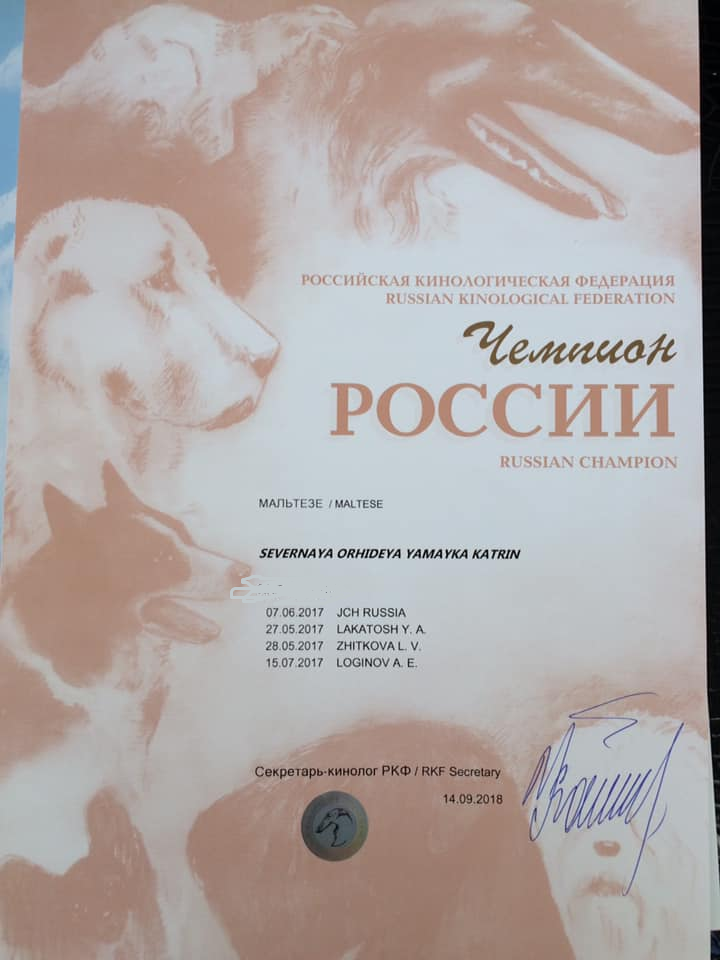 РОССИЙСКАЯ КИНОЛОГИЧЕСКАЯ ФЕДЕРАЦИЯ
RUSSIAN KINOLOGICAL FEDERATION
Чемпион
РОССИИ
RUSSIAN CHAMPION
МАЛЬТЕЗЕ / MALTESE
SEVERNAYA ORHIDEYA YAMAYKA KATRIN
07.06.2017 JCH RUSSIA
27.05.2017 LAKATOSH Y. A.
28.05.2017 ZHITKOVA L. V.
15.07.2017 LOGINOV A. E.
Секретарь-кинолог РКФ / RKF Secretary
14.09.2018